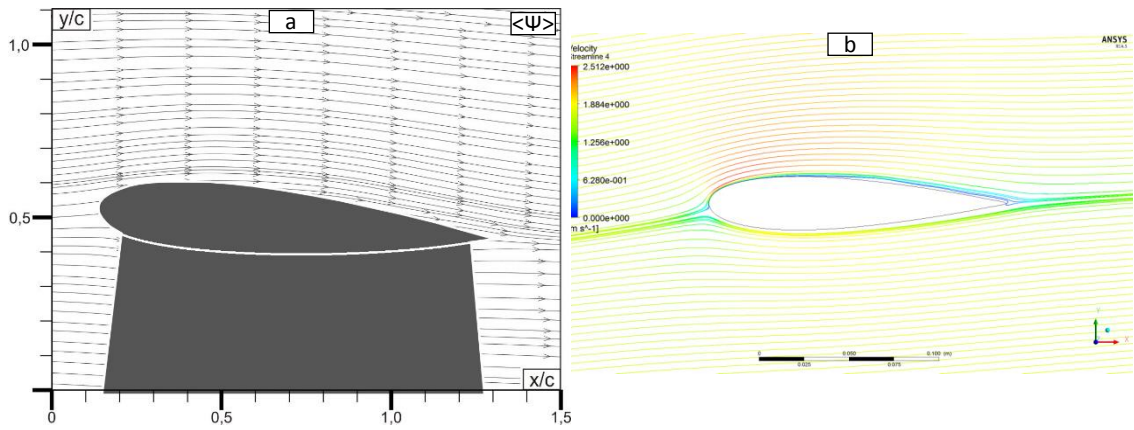 y/c
a
<Ψ>
1,0
0,5
x/c
0
0,5
1,0
1,5
b
ANSYS
Velocity
Streamline 4
2.512e+000
1.884e+000
1.256e+000
6.280e-001
0.000e+000
m s^-1]
Y
X
0
0.050
0.100 (m)
0.025
0.075